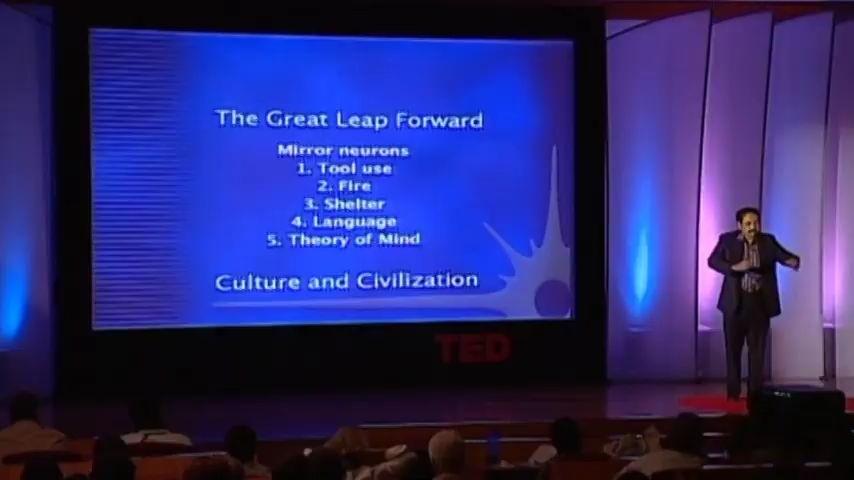 The Great Leap Forward
Mirror neurons
1. Tool use
2. Fire
3. Shelter
4. Language
5. Theory of Mind
Culture and Civilization
TED